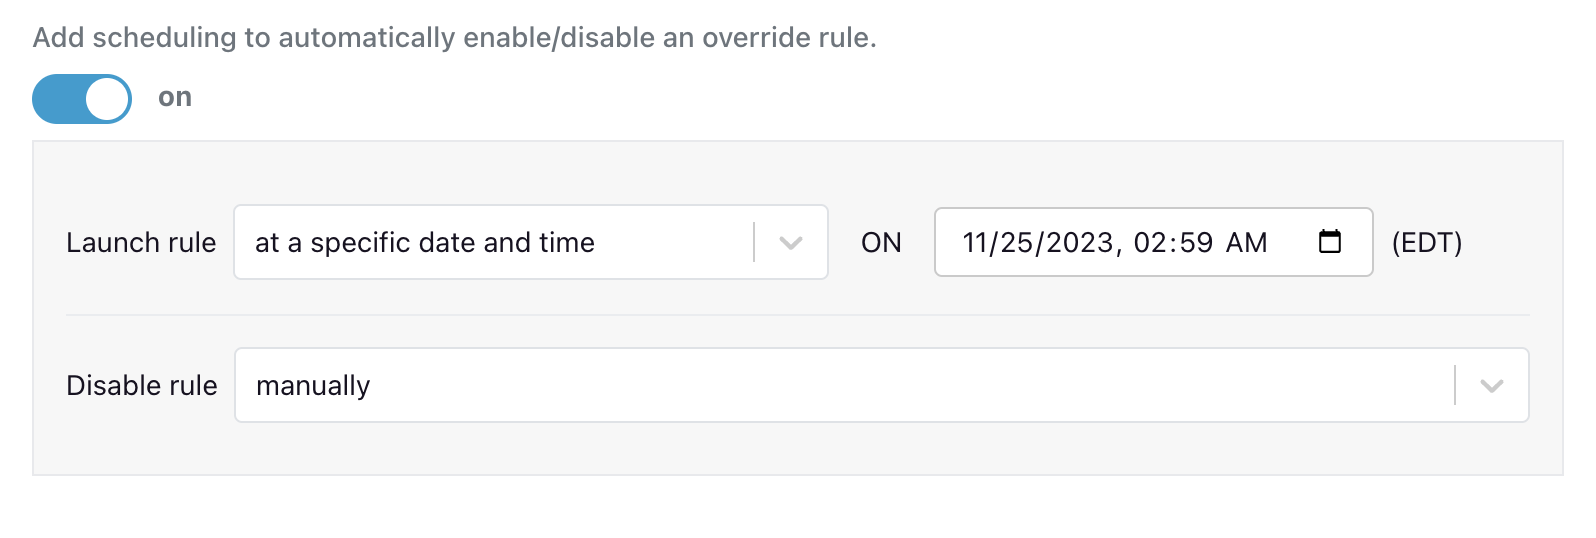 Add scheduling to automatically enable/disable an override rule.
on
Launch rule at a specific date and time ON 11/25/2023, 02:59 AM (EDT)
Disable rule manually